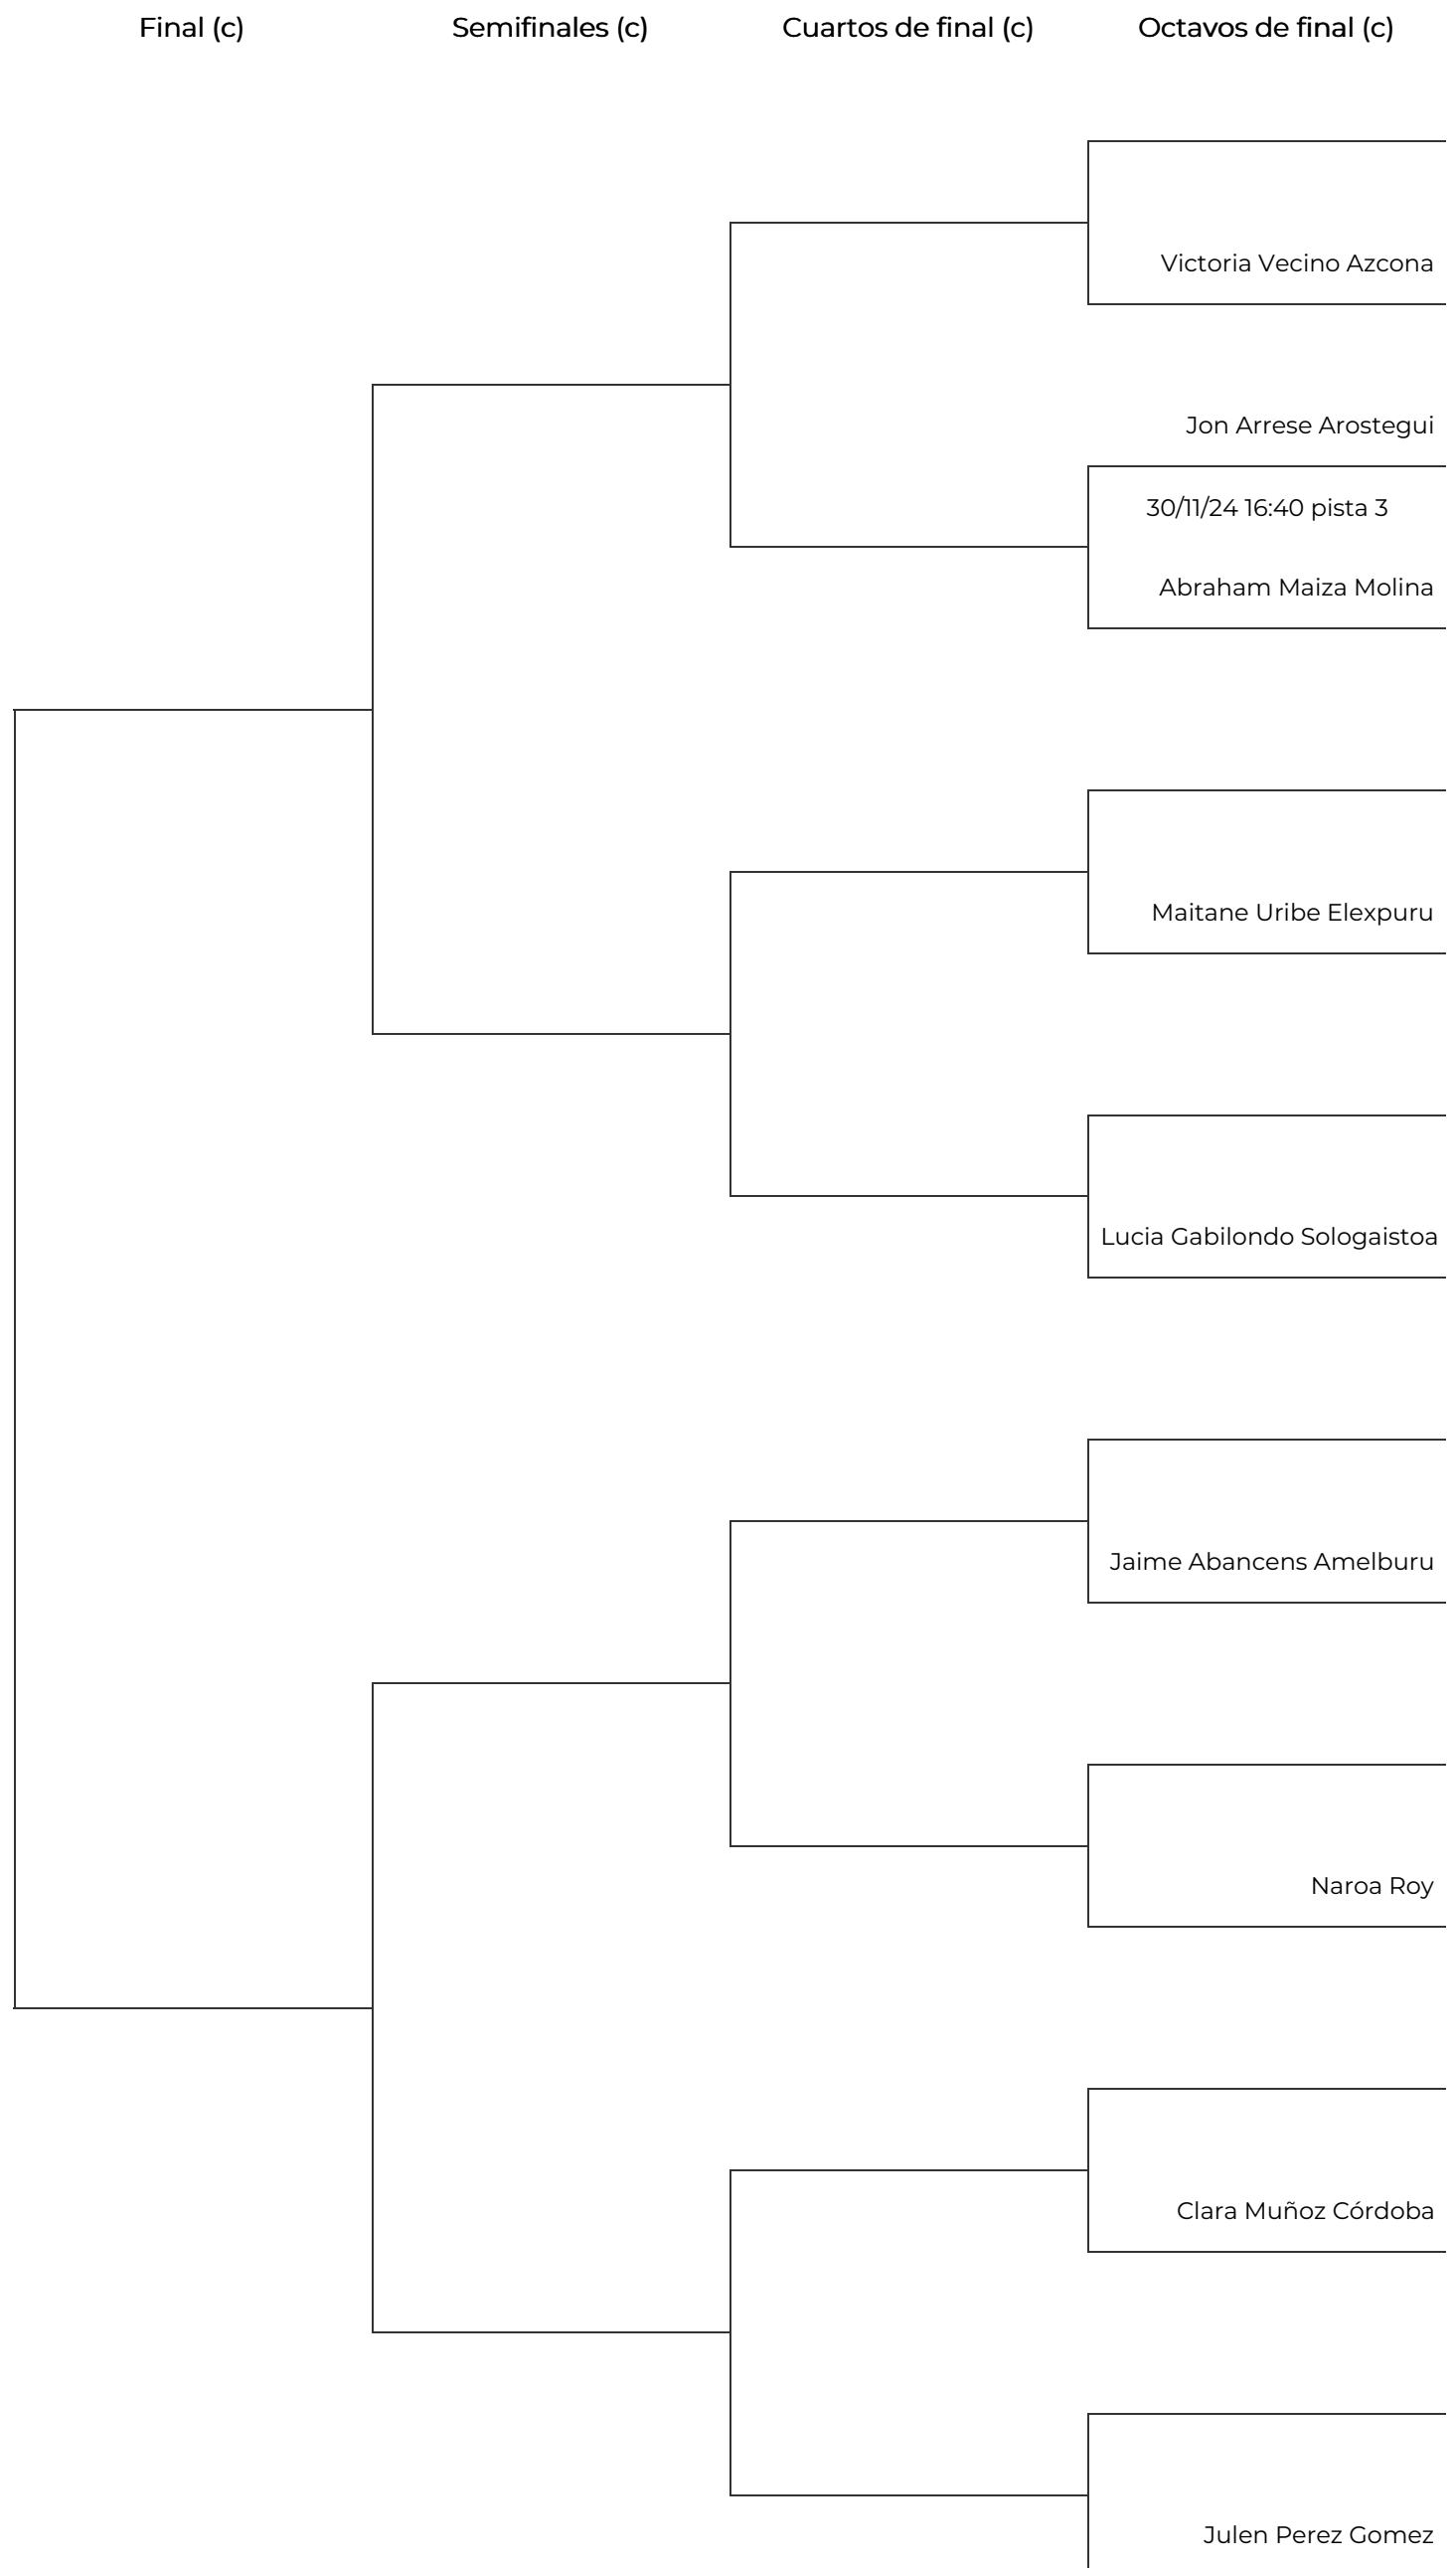 Final (c)
Semifinales (c)
Cuartos de final (c)
Octavos de final (c)
Victoria Vecino Azcona
Jon Arrese Arostegui
30/11/24 16:40 pista 3
Abraham Maiza Molina
Maitane Uribe Elexpuru
Lucia Gabilondo Sologaistoa
Jaime Abancens Amelburu
Naroa Roy
Clara Muñoz Córdoba
Julen Perez Gomez